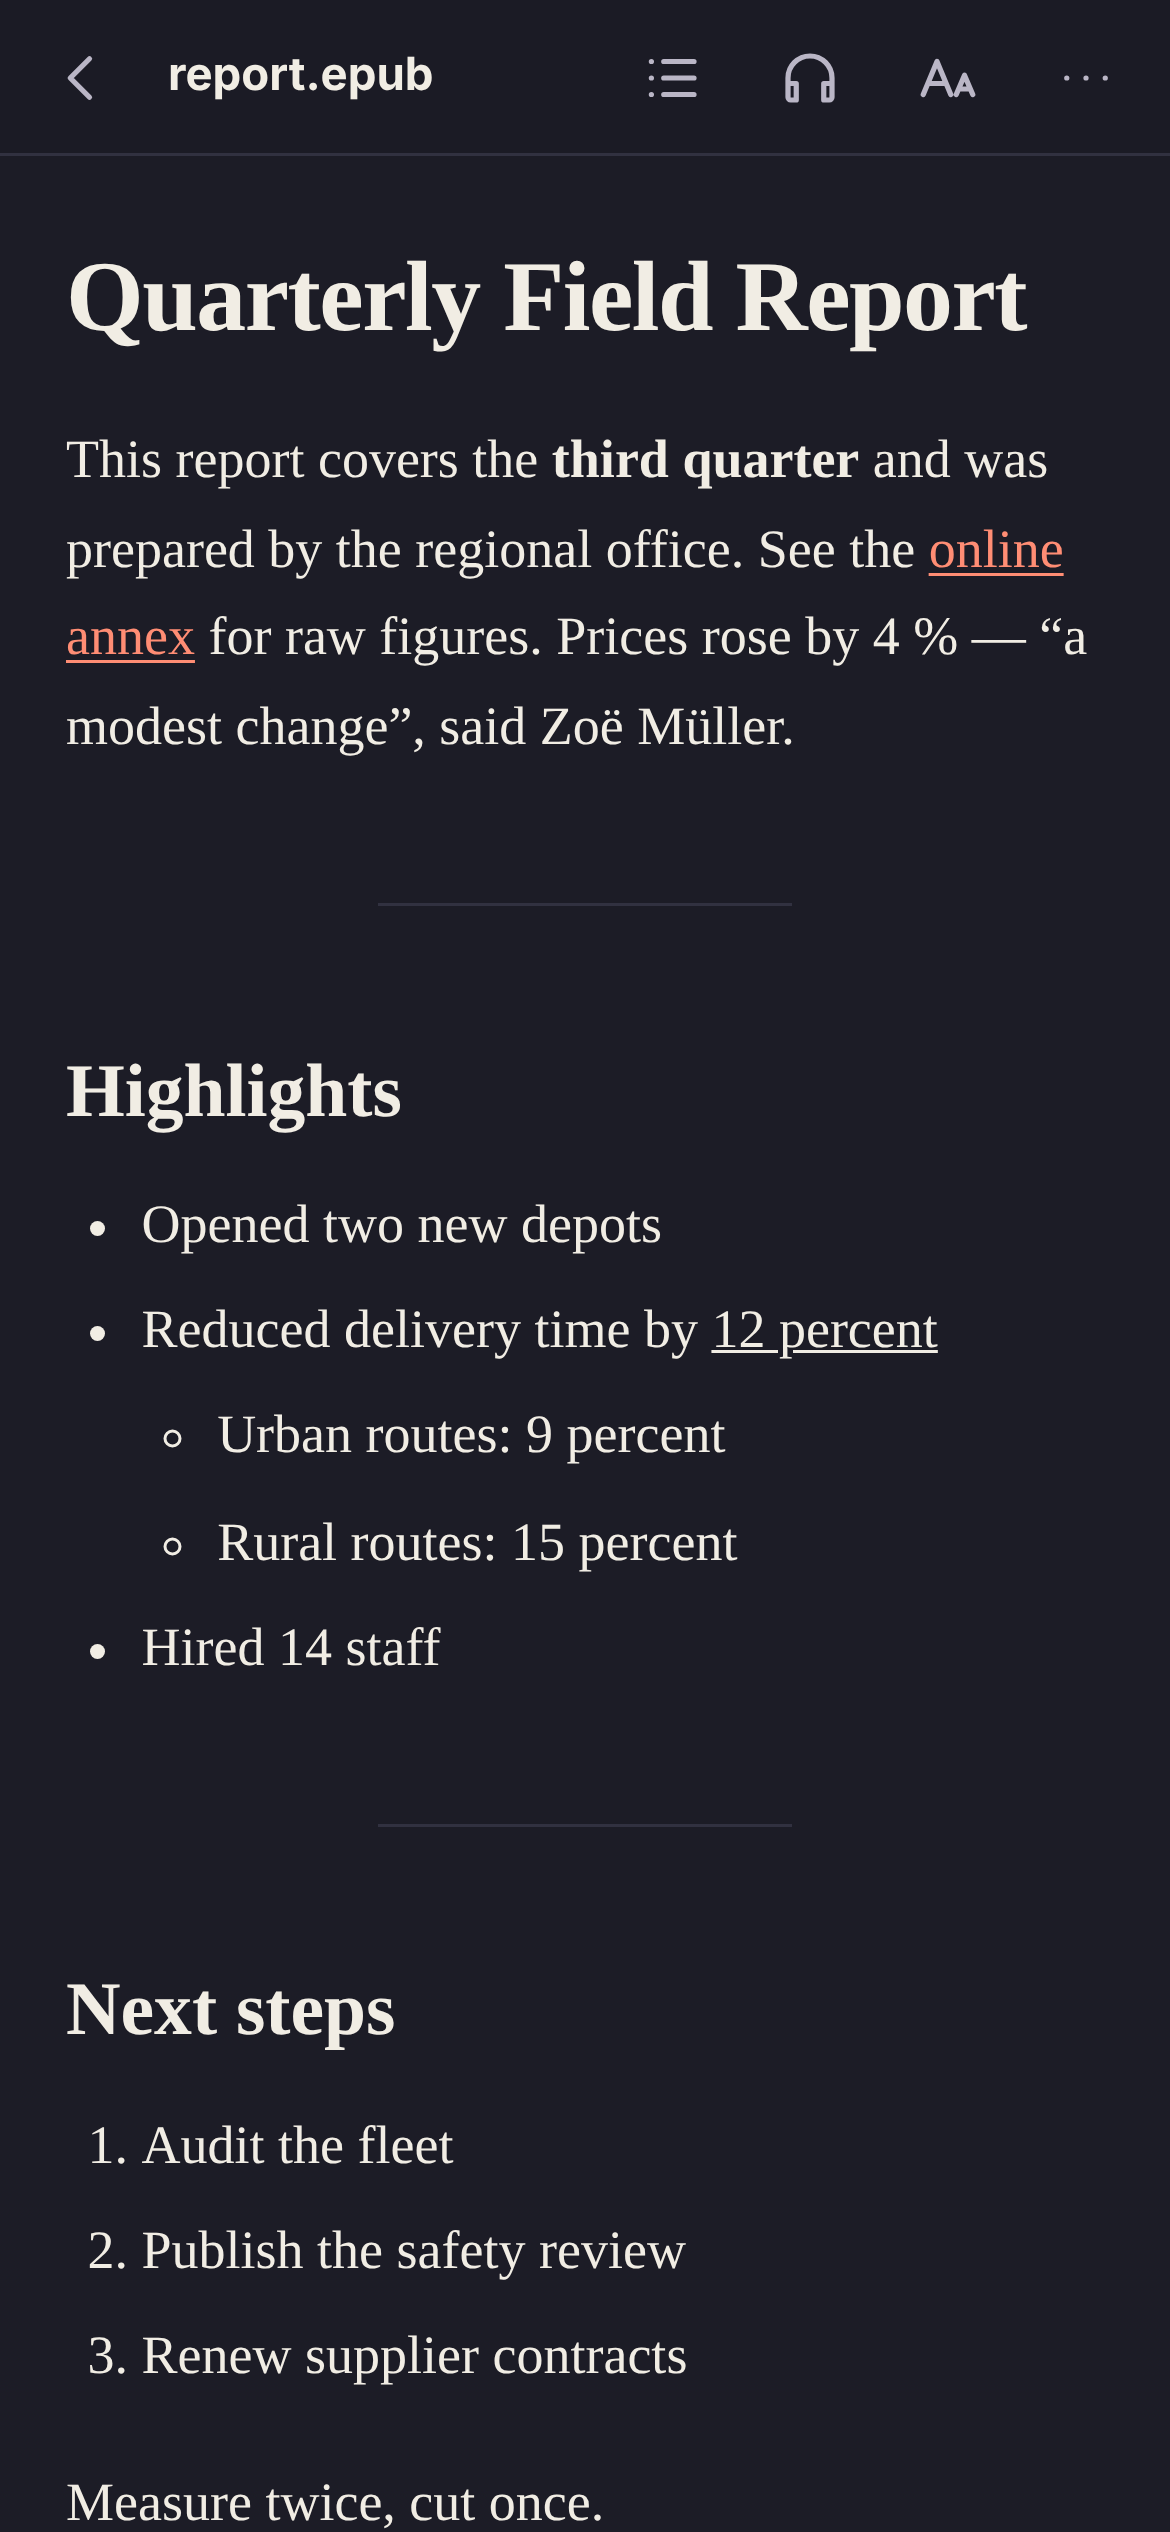 report.epub
Quarterly Field Report
This report covers the third quarter and was
prepared by the regional office. See the online
annex for raw figures. Prices rose by 4 % — “a
modest change”, said Zoë Müller.
Highlights
• Opened two new depots
• Reduced delivery time by 12 percent
◦ Urban routes: 9 percent
◦ Rural routes: 15 percent
• Hired 14 staff
Next steps
1. Audit the fleet
2. Publish the safety review
3. Renew supplier contracts
Measure twice, cut once.